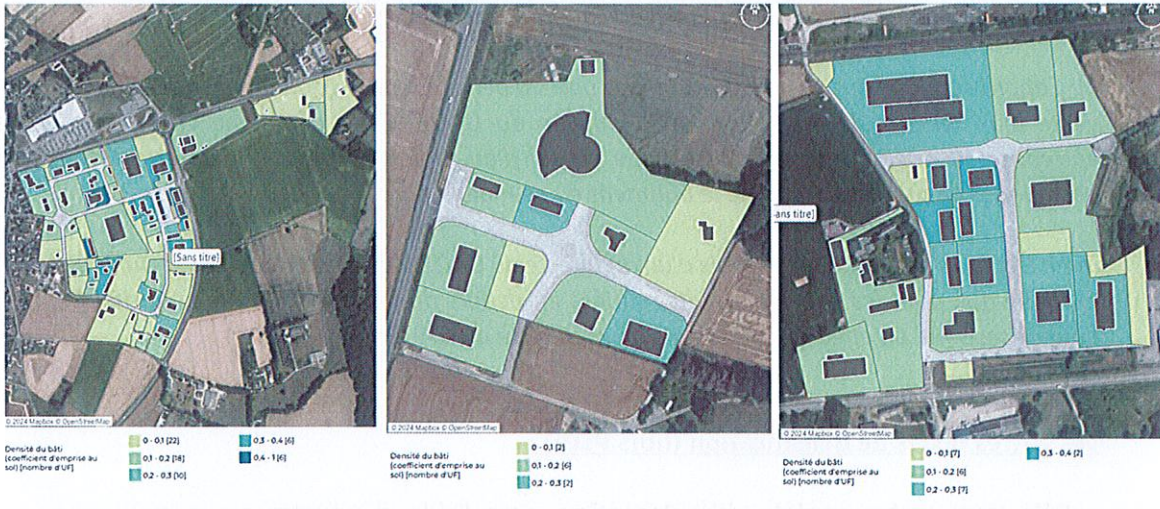 [Sans titre]
© 2024 Mapbox © OpenStreetMap
Densité du bâti
(coefficient d'emprise au
sol) [nombre d'UF]
0 - 0,1 [22]
0,1 - 0,2 [18]
0,2 - 0,3 [10]
0,3 - 0,4 [6]
0,4 - 1 [6]
© 2024 Mapbox © OpenStreetMap
Densité du bâti
(coefficient d'emprise au
sol) [nombre d'UF]
0 - 0,1 [2]
0,1 - 0,2 [6]
0,2 - 0,3 [2]
ans titre]
© 2024 Mapbox © OpenStreetMap
Densité du bâti
(coefficient d'emprise au
sol) [nombre d'UF]
0 - 0,1 [7]
0,1 - 0,2 [6]
0,2 - 0,3 [7]
0,3 - 0,4 [2]